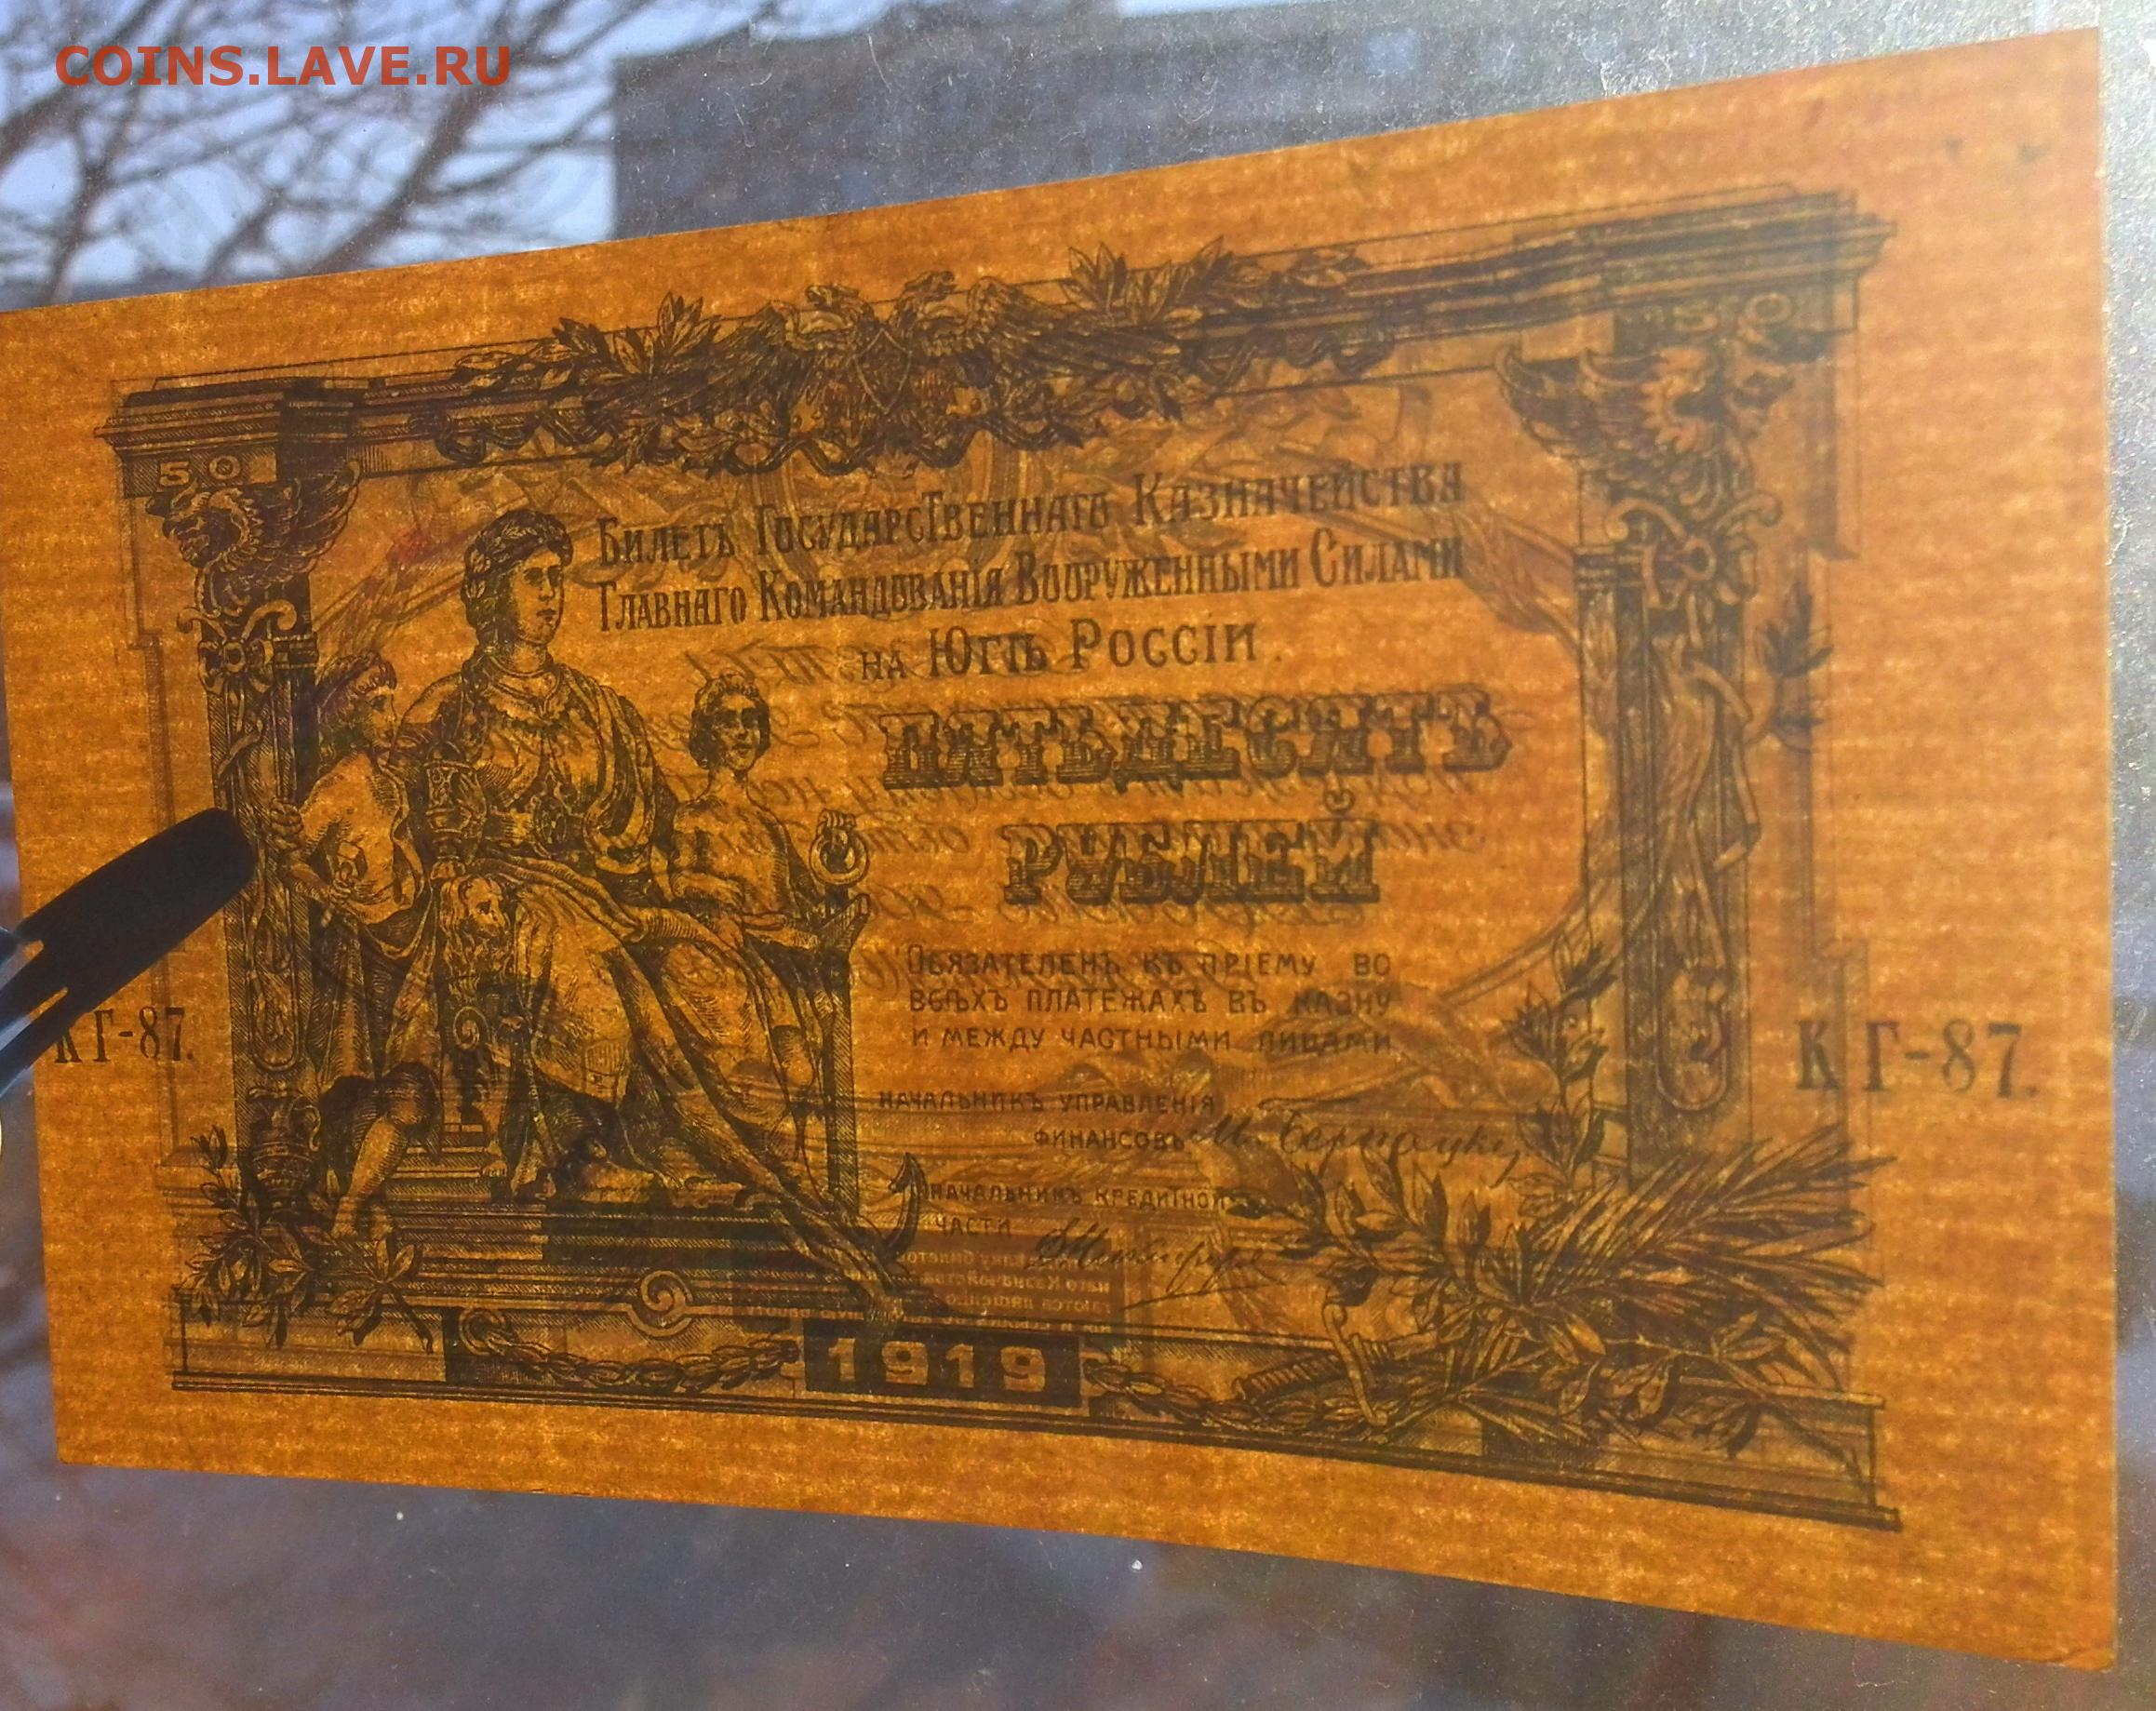 COINS.LAVE.RU
50
50
Билетъ Государственнаго Казначейства
Главнаго Командованія Вооруженными Силами
на Югѣ Россіи.
ПЯТЬДЕСЯТЪ
РУБЛЕЙ
Обязателенъ къ пріему во
всѣхъ платежахъ въ казну
и между частными лицами
Начальникъ Управленія
Финансовъ М. Бернацкій
Начальникъ Кредитной
Части
КГ-87.
КГ-87.
1919